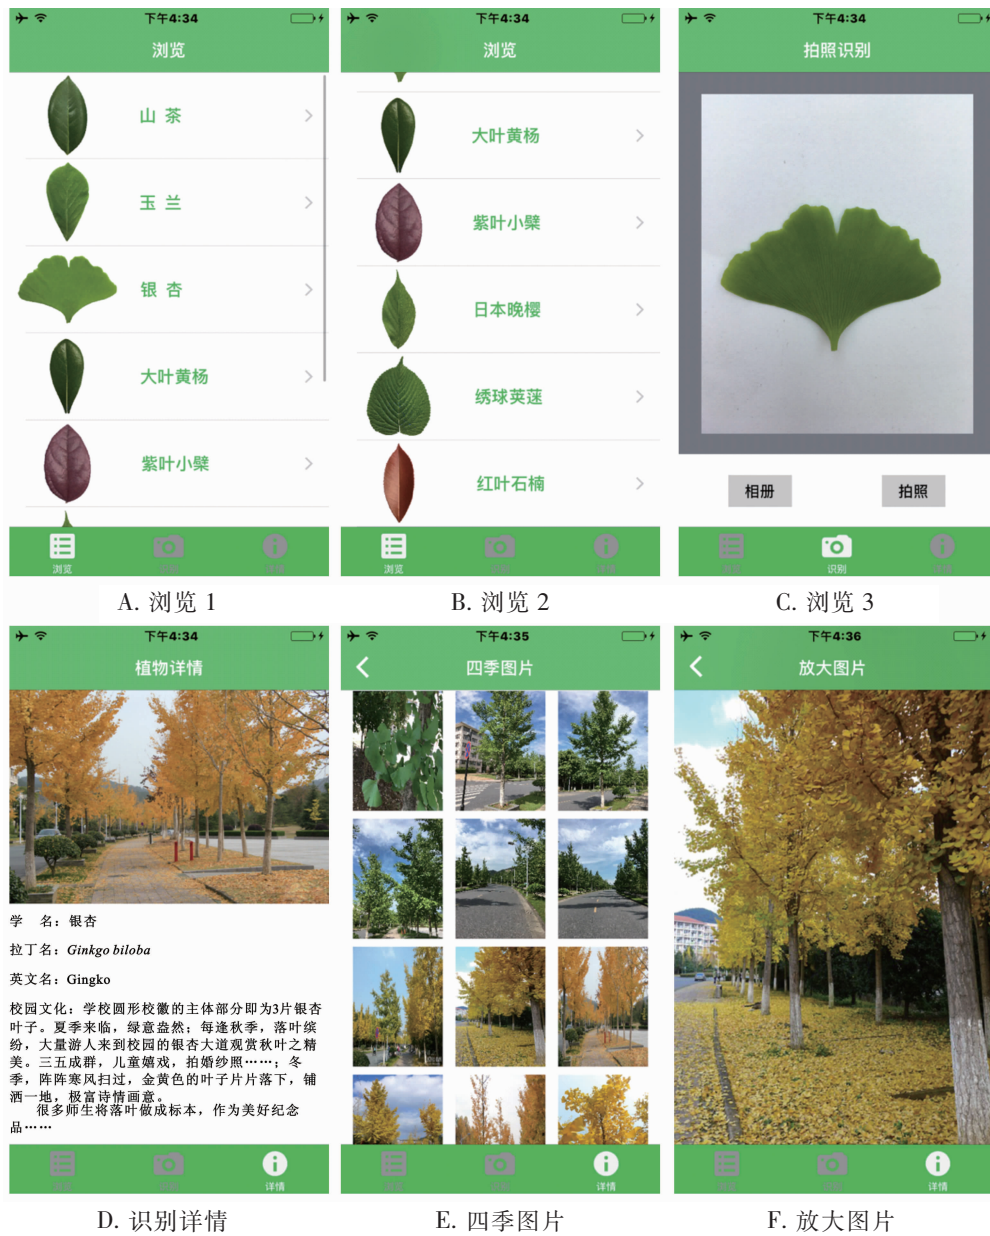 下午4:34
浏览
山 茶
玉 兰
银 杏
大叶黄杨
紫叶小檗
浏览
A. 浏览 1
下午4:34
浏览
大叶黄杨
紫叶小檗
日本晚樱
绣球荚蒾
红叶石楠
浏览
B. 浏览 2
下午4:34
拍照识别
相册
拍照
识别
C. 浏览 3
下午4:34
植物详情
学 名：银杏
拉丁名：Ginkgo biloba
英文名：Gingko
校园文化：学校圆形校徽的主体部分即为3片银杏
叶子。夏季来临，绿意盎然；每逢秋季，落叶缤
纷，大量游人来到校园的银杏大道观赏秋叶之精
美。三五成群，儿童嬉戏，拍婚纱照……；冬
季，阵阵寒风扫过，金黄色的叶子片片落下，铺
洒一地，极富诗情画意。
很多师生将落叶做成标本，作为美好纪念
品……
详情
D. 识别详情
下午4:35
四季图片
详情
E. 四季图片
下午4:36
放大图片
详情
F. 放大图片